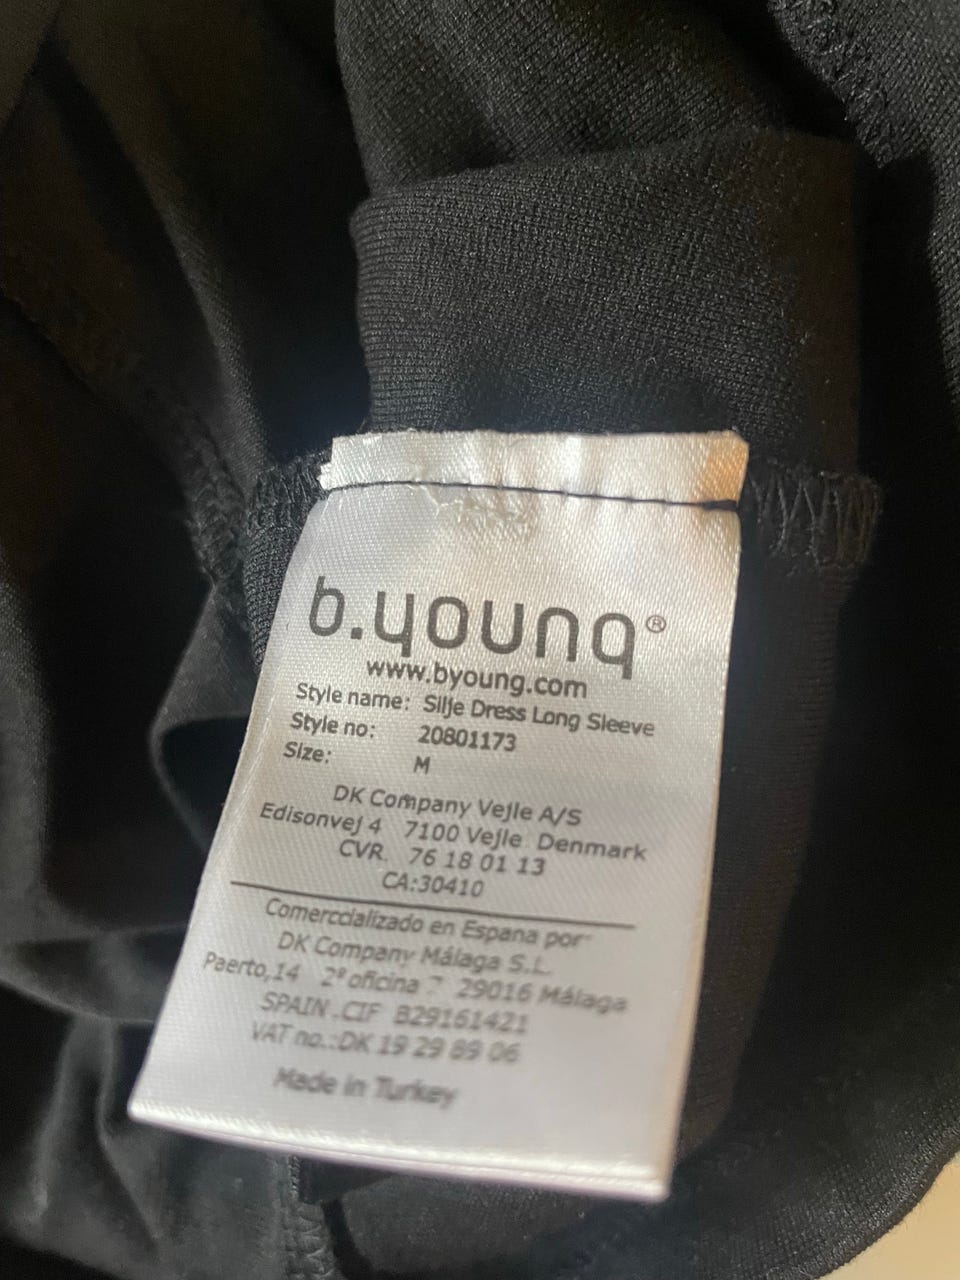 b.young®
www.byoung.com
Style name: Silje Dress Long Sleeve
Style no: 20801173
Size: M
DK Company Vejle A/S
Edisonvej 4 7100 Vejle Denmark
CVR. 76 18 01 13
CA:30410
Comerccializado en Espana por
DK Company Málaga S.L.
Paerto,14 2º oficina 7 29016 Málaga
SPAIN .CIF B29161421
VAT no.:DK 19 29 89 06
Made in Turkey